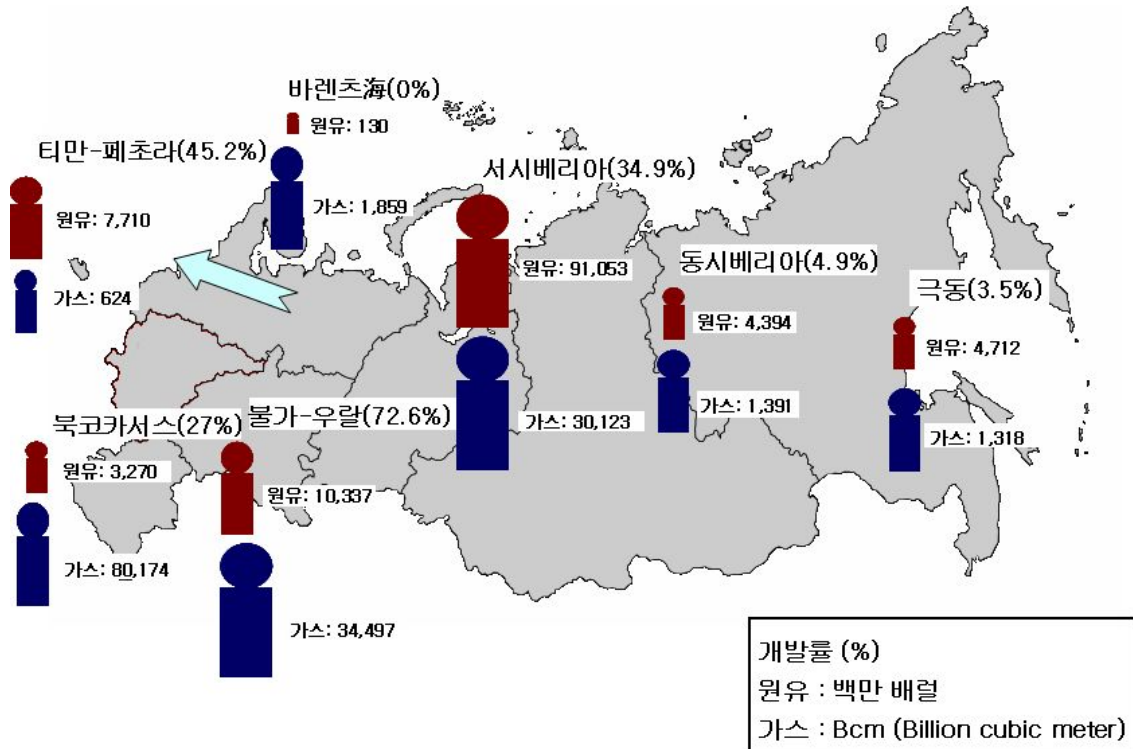 바렌츠海(0%)
원유: 130
가스: 1,859
티만-페초라(45.2%)
원유: 7,710
가스: 624
서시베리아(34.9%)
원유: 91,053
가스: 30,123
동시베리아(4.9%)
원유: 4,394
가스: 1,391
극동(3.5%)
원유: 4,712
가스: 1,318
북코카서스(27%)
원유: 3,270
가스: 80,174
볼가-우랄(72.6%)
원유: 10,337
가스: 34,497
개발률 (%)
원유 : 백만 배럴
가스 : Bcm (Billion cubic meter)